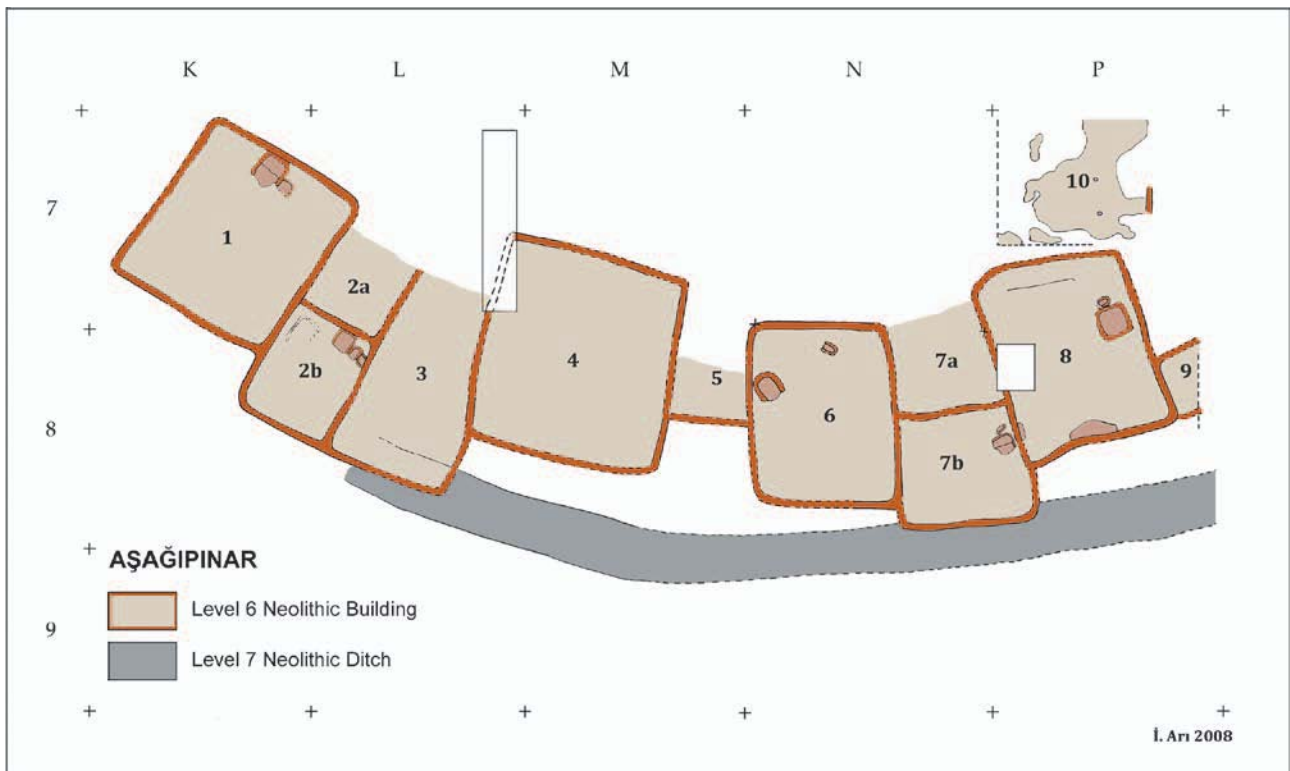 K L M N P
7
10
1
2a
8
7a
4
5
9
2b
3
6
8
7b
AŞAĞIPINAR
Level 6 Neolithic Building
9
Level 7 Neolithic Ditch
İ. Arı 2008